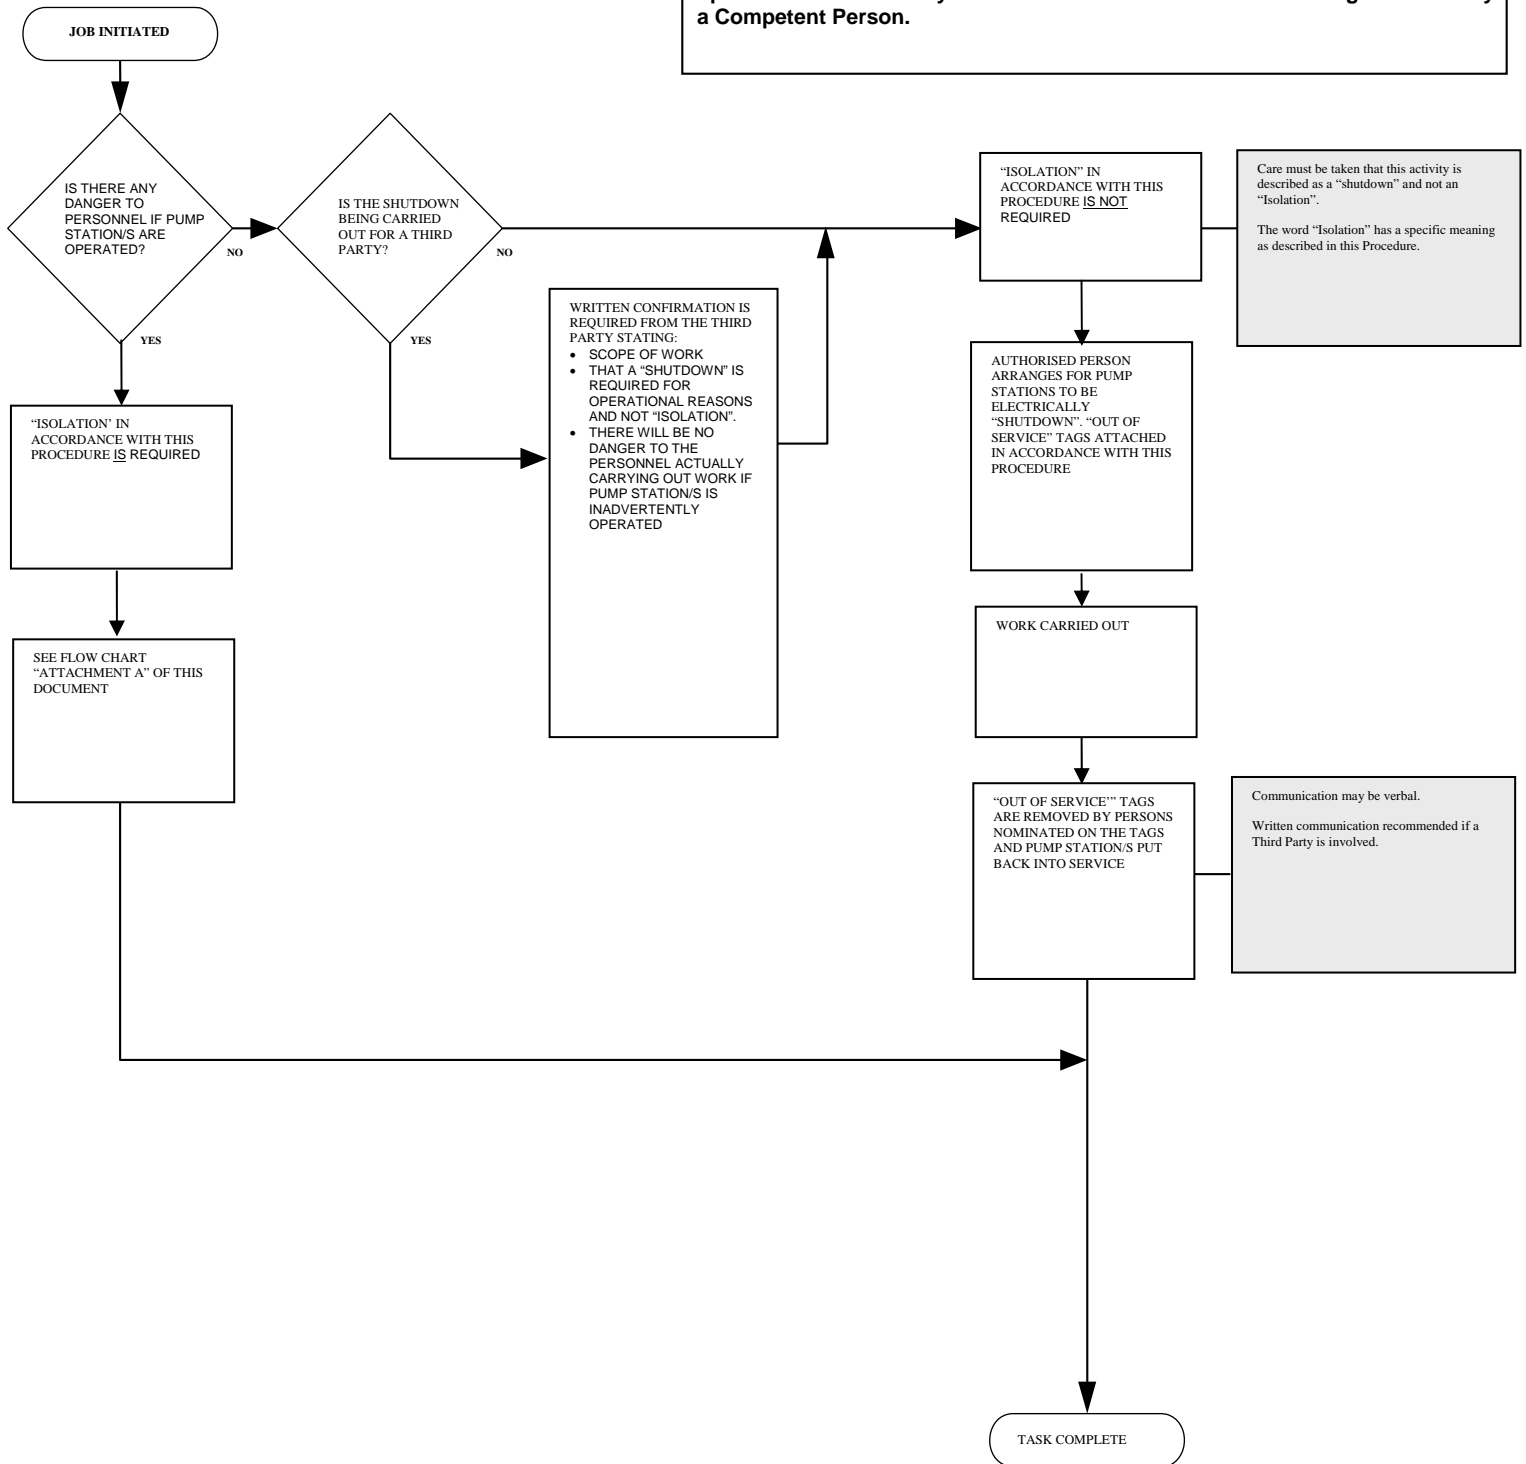 a Competent Person.
JOB INITIATED
IS THERE ANY
DANGER TO
PERSONNEL IF PUMP
STATION/S ARE
OPERATED?
NO
YES
IS THE SHUTDOWN
BEING CARRIED
OUT FOR A THIRD
PARTY?
NO
YES
WRITTEN CONFIRMATION IS
REQUIRED FROM THE THIRD
PARTY STATING:
• SCOPE OF WORK
• THAT A “SHUTDOWN” IS
REQUIRED FOR
OPERATIONAL REASONS
AND NOT “ISOLATION”.
• THERE WILL BE NO
DANGER TO THE
PERSONNEL ACTUALLY
CARRYING OUT WORK IF
PUMP STATION/S IS
INADVERTENTLY
OPERATED
“ISOLATION’ IN
ACCORDANCE WITH THIS
PROCEDURE IS REQUIRED
SEE FLOW CHART
“ATTACHMENT A” OF THIS
DOCUMENT
“ISOLATION” IN
ACCORDANCE WITH THIS
PROCEDURE IS NOT
REQUIRED
Care must be taken that this activity is
described as a “shutdown” and not an
“Isolation”.
The word “Isolation” has a specific meaning
as described in this Procedure.
AUTHORISED PERSON
ARRANGES FOR PUMP
STATIONS TO BE
ELECTRICALLY
“SHUTDOWN”. “OUT OF
SERVICE” TAGS ATTACHED
IN ACCORDANCE WITH THIS
PROCEDURE
WORK CARRIED OUT
“OUT OF SERVICE’” TAGS
ARE REMOVED BY PERSONS
NOMINATED ON THE TAGS
AND PUMP STATION/S PUT
BACK INTO SERVICE
Communication may be verbal.
Written communication recommended if a
Third Party is involved.
TASK COMPLETE